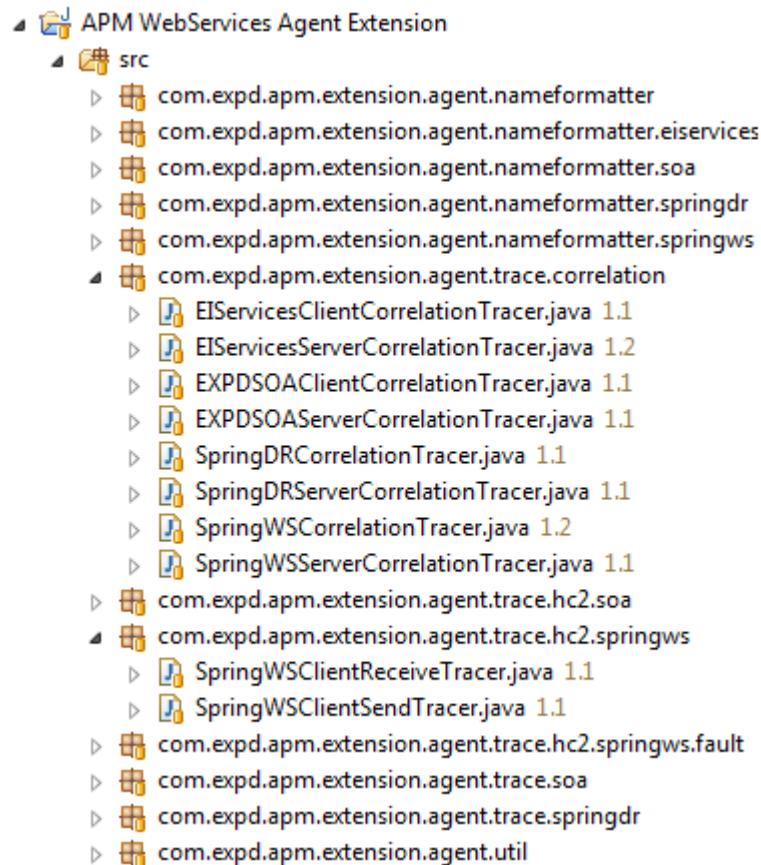 APM WebServices Agent Extension
src
com.expd.apm.extension.agent.nameformatter
com.expd.apm.extension.agent.nameformatter.eiservices
com.expd.apm.extension.agent.nameformatter.soa
com.expd.apm.extension.agent.nameformatter.springdr
com.expd.apm.extension.agent.nameformatter.springws
com.expd.apm.extension.agent.trace.correlation
EIServicesClientCorrelationTracer.java 1.1
EIServicesServerCorrelationTracer.java 1.2
EXPDSOAClientCorrelationTracer.java 1.1
EXPDSOAServerCorrelationTracer.java 1.1
SpringDRCorrelationTracer.java 1.1
SpringDRServerCorrelationTracer.java 1.1
SpringWSCorrelationTracer.java 1.2
SpringWSServerCorrelationTracer.java 1.1
com.expd.apm.extension.agent.trace.hc2.soa
com.expd.apm.extension.agent.trace.hc2.springws
SpringWSClientReceiveTracer.java 1.1
SpringWSClientSendTracer.java 1.1
com.expd.apm.extension.agent.trace.hc2.springws.fault
com.expd.apm.extension.agent.trace.soa
com.expd.apm.extension.agent.trace.springdr
com.expd.apm.extension.agent.util